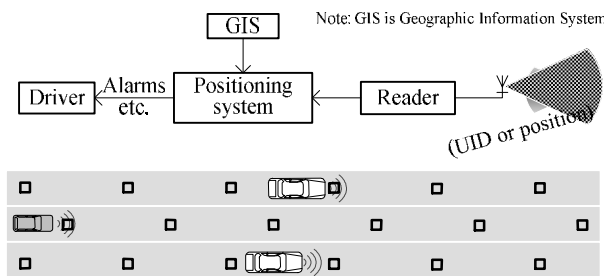 GIS
Note: GIS is Geographic Information System
Driver
Alarms
etc.
Positioning
system
Reader
(UID or position)